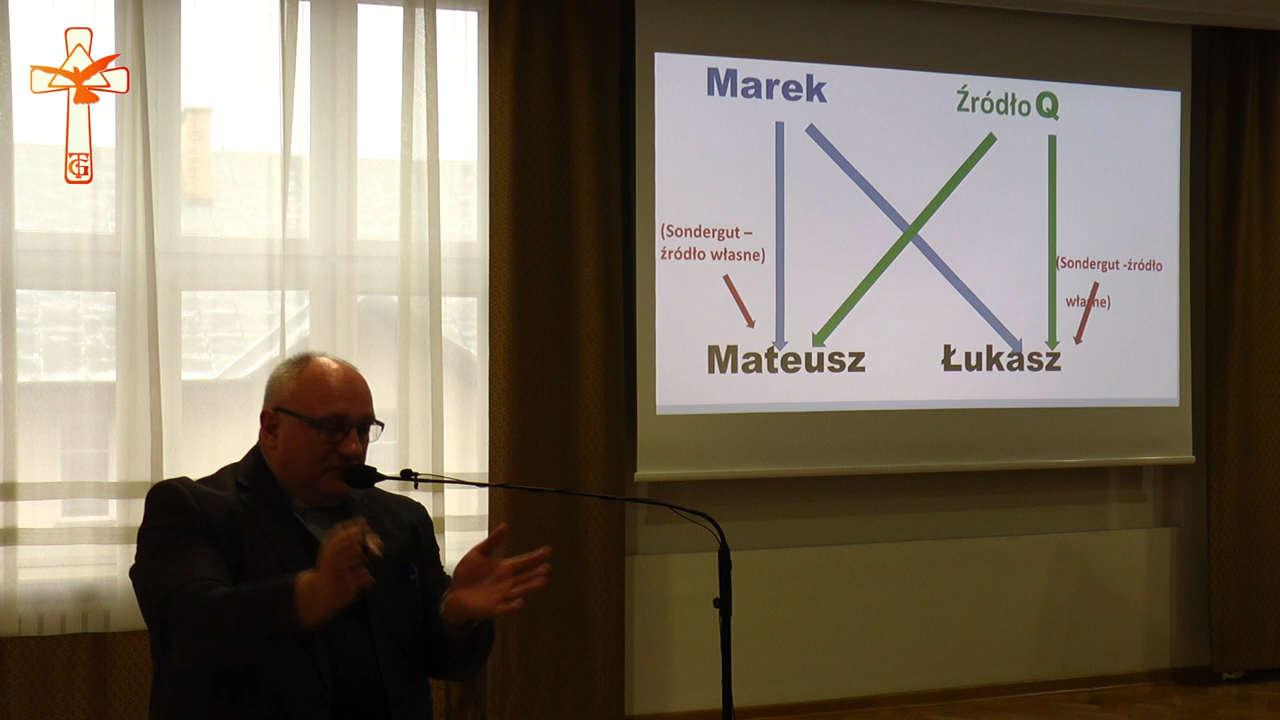 Marek
Źródło Q
(Sondergut –
źródło własne)
(Sondergut -źródło
własne)
Mateusz
Łukasz